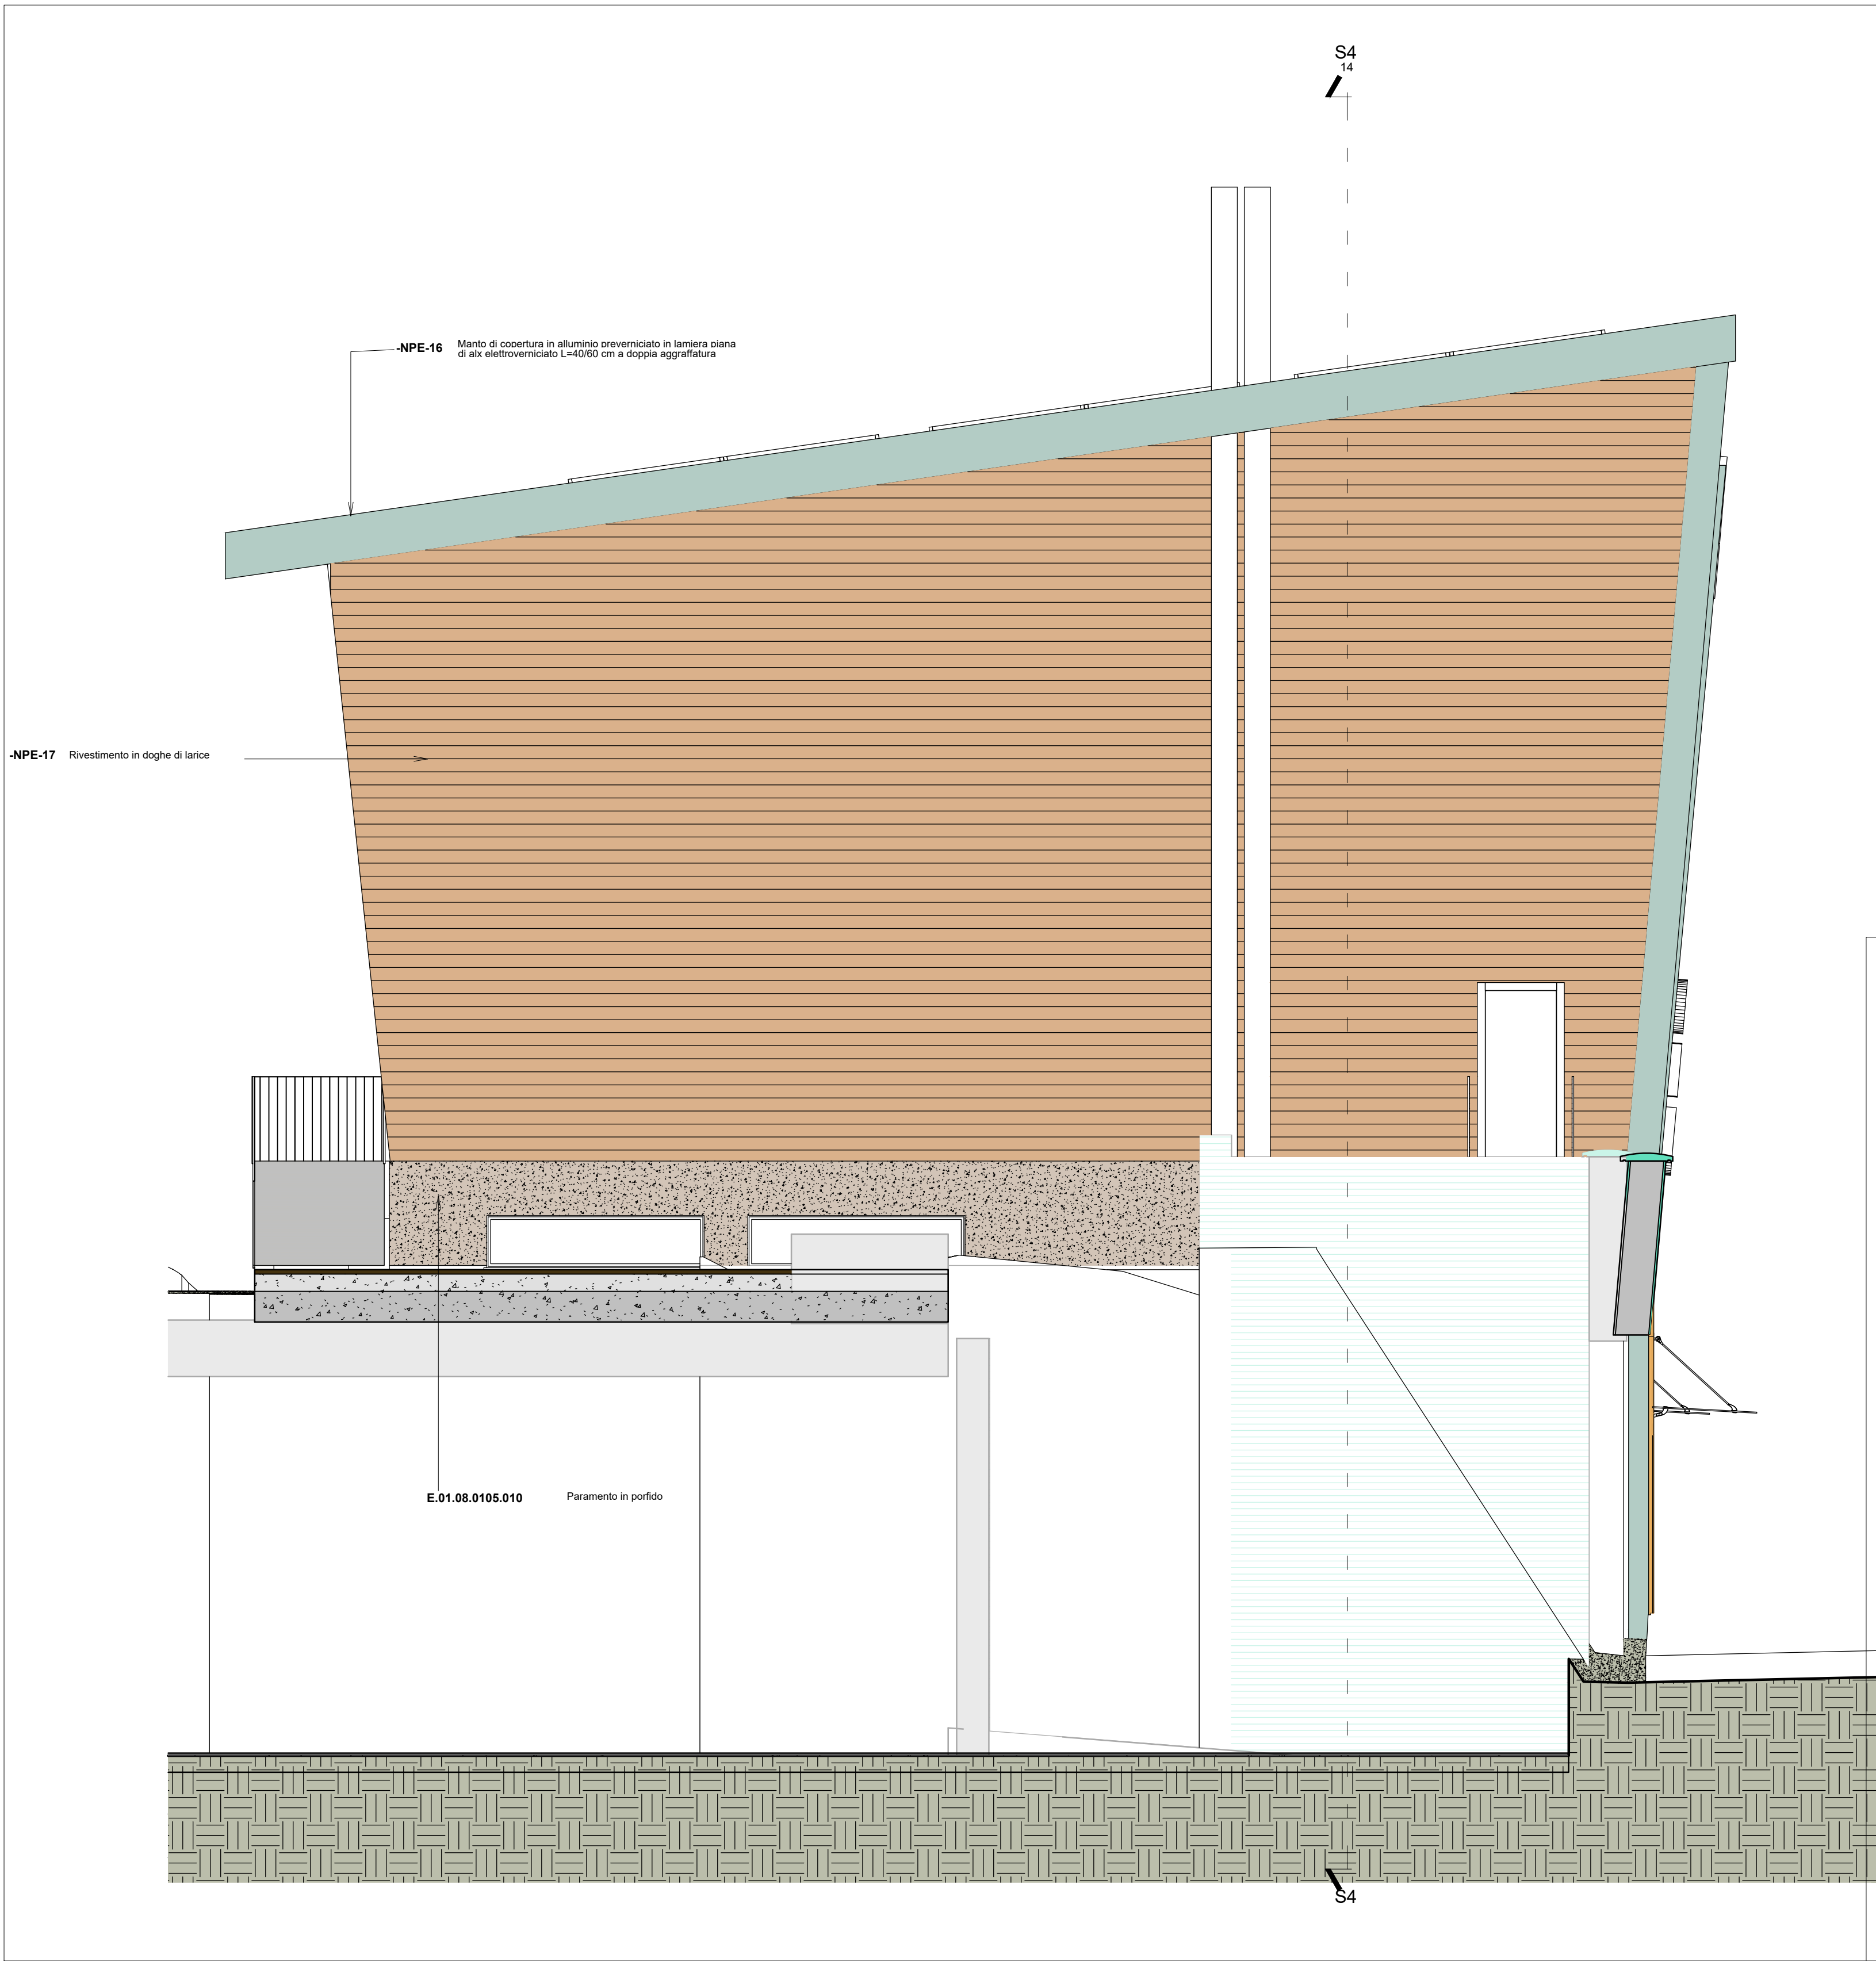 S4
14
-NPE-16
Manto di copertura in alluminio preverniciato in lamiera piana
di alx elettroverniciato L=40/60 cm a doppia aggraffatura
-NPE-17 Rivestimento in doghe di larice
E.01.08.0105.010 Paramento in porfido
S4